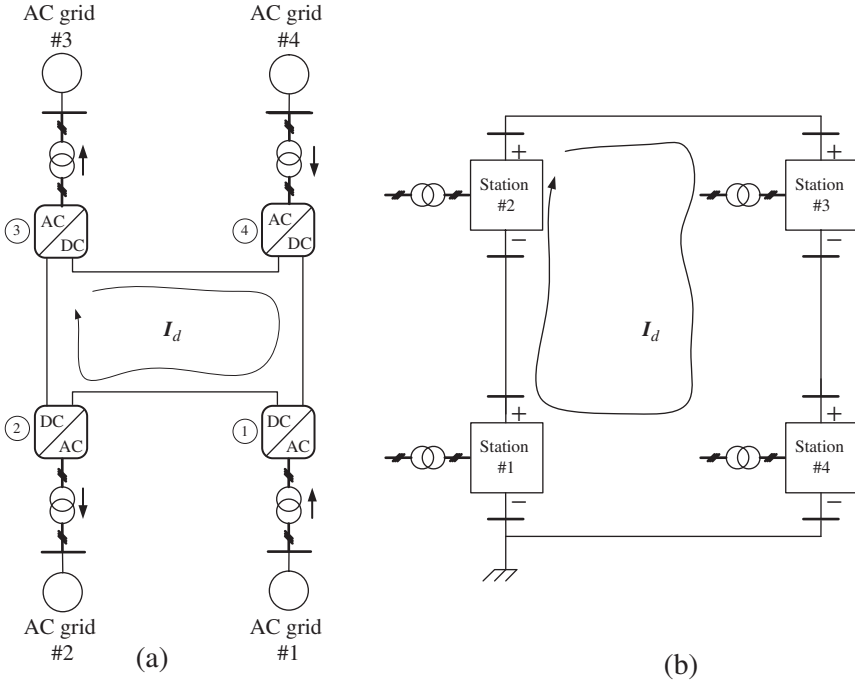 AC grid
#3
AC grid
#4
3
AC
DC
4
AC
DC
I_d
2
DC
AC
1
DC
AC
AC grid
#2
AC grid
#1
(a)
+
Station
#2
−
+
Station
#3
−
I_d
+
Station
#1
−
+
Station
#4
−
(b)